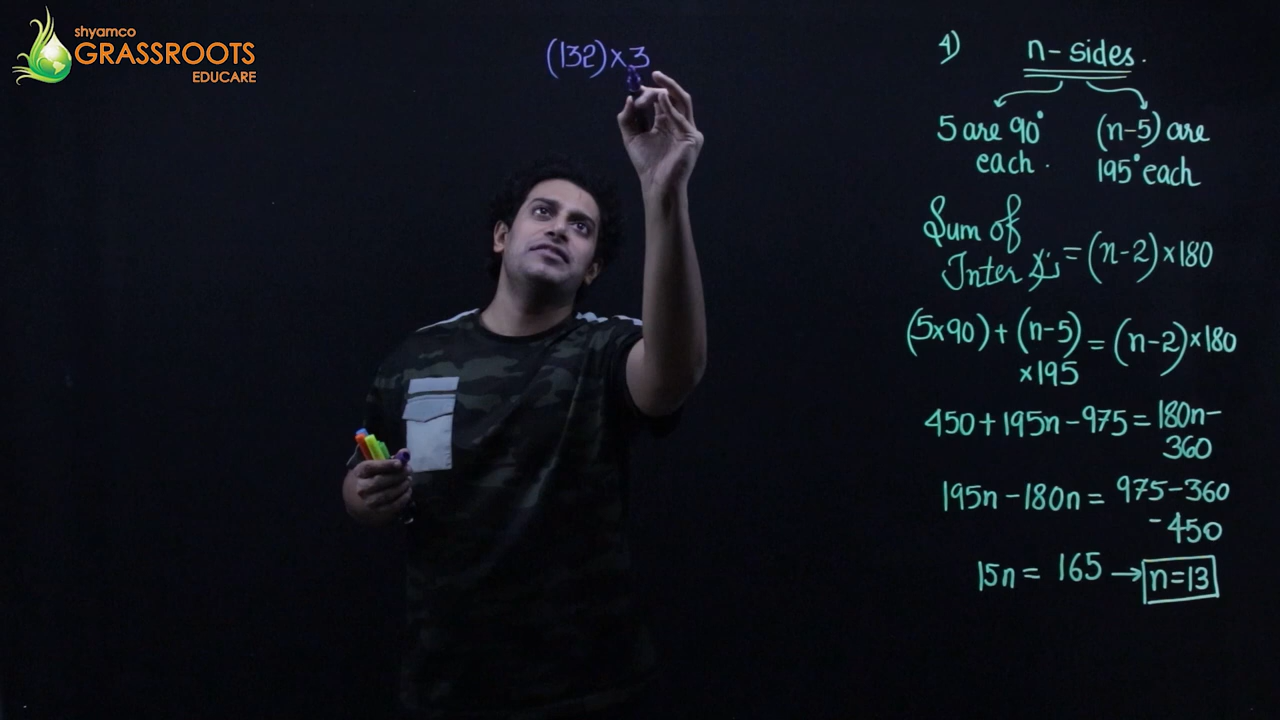 shyamco
GRASSROOTS
EDUCARE
(132)×3
4) n-sides.
5 are 90° each.
(n-5) are 195° each
Sum of
Inter ∠'s = (n-2)×180
(5×90) + (n-5) ×195 = (n-2)×180
450 + 195n - 975 = 180n - 360
195n - 180n = 975 - 360 - 450
15n = 165 → n=13